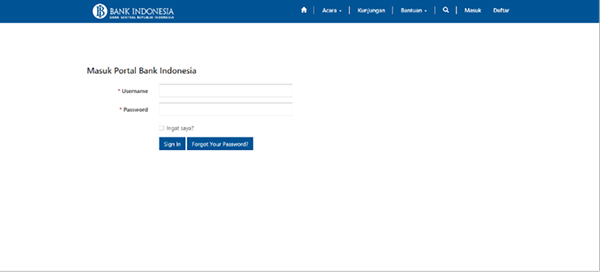 BANK INDONESIA
BANK SENTRAL REPUBLIK INDONESIA
Acara
Kunjungan
Bantuan
Masuk
Daftar
Masuk Portal Bank Indonesia
* Username
* Password
Ingat saya?
Sign In
Forgot Your Password?